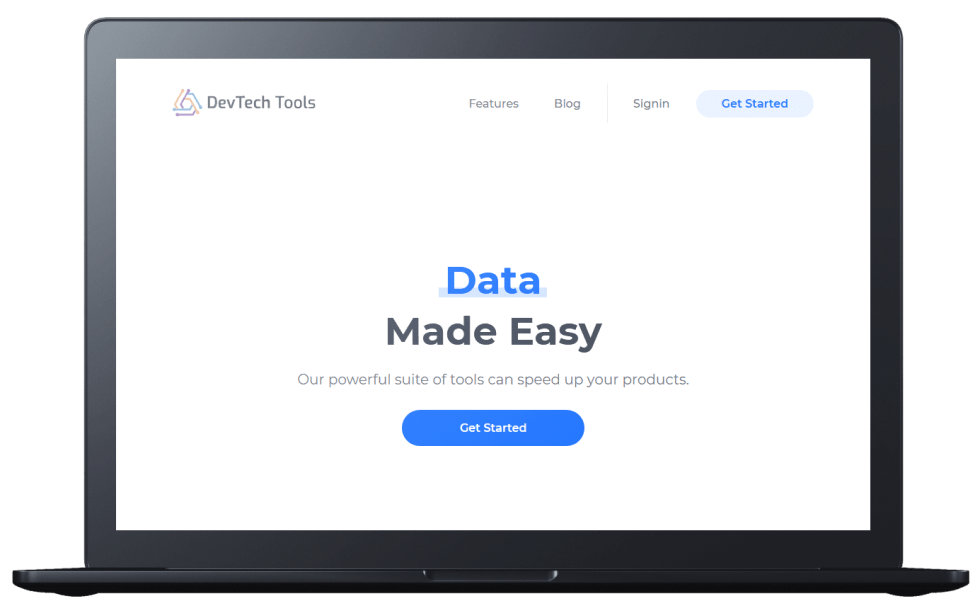 DevTech Tools
Features Blog Signin Get Started
Data
Made Easy
Our powerful suite of tools can speed up your products.
Get Started